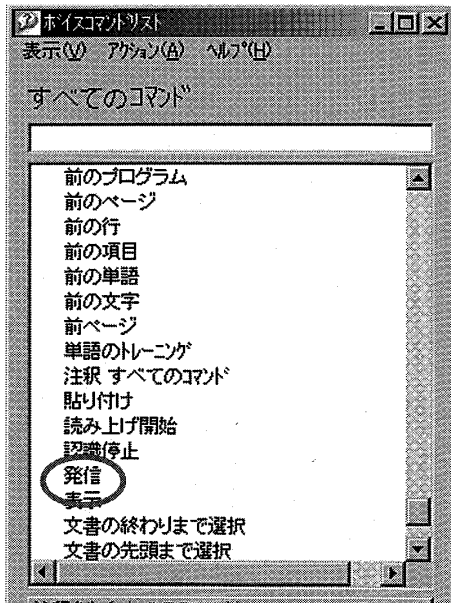 ボイスコマンドリスト
表示(V) アクション(A) ヘルプ(H)
すべてのコマンド
前のプログラム
前のページ
前の行
前の項目
前の単語
前の文字
前ページ
単語のトレーニング
注釈 すべてのコマンド
貼り付け
読み上げ開始
認識停止
発信
表示
文書の終わりまで選択
文書の先頭まで選択